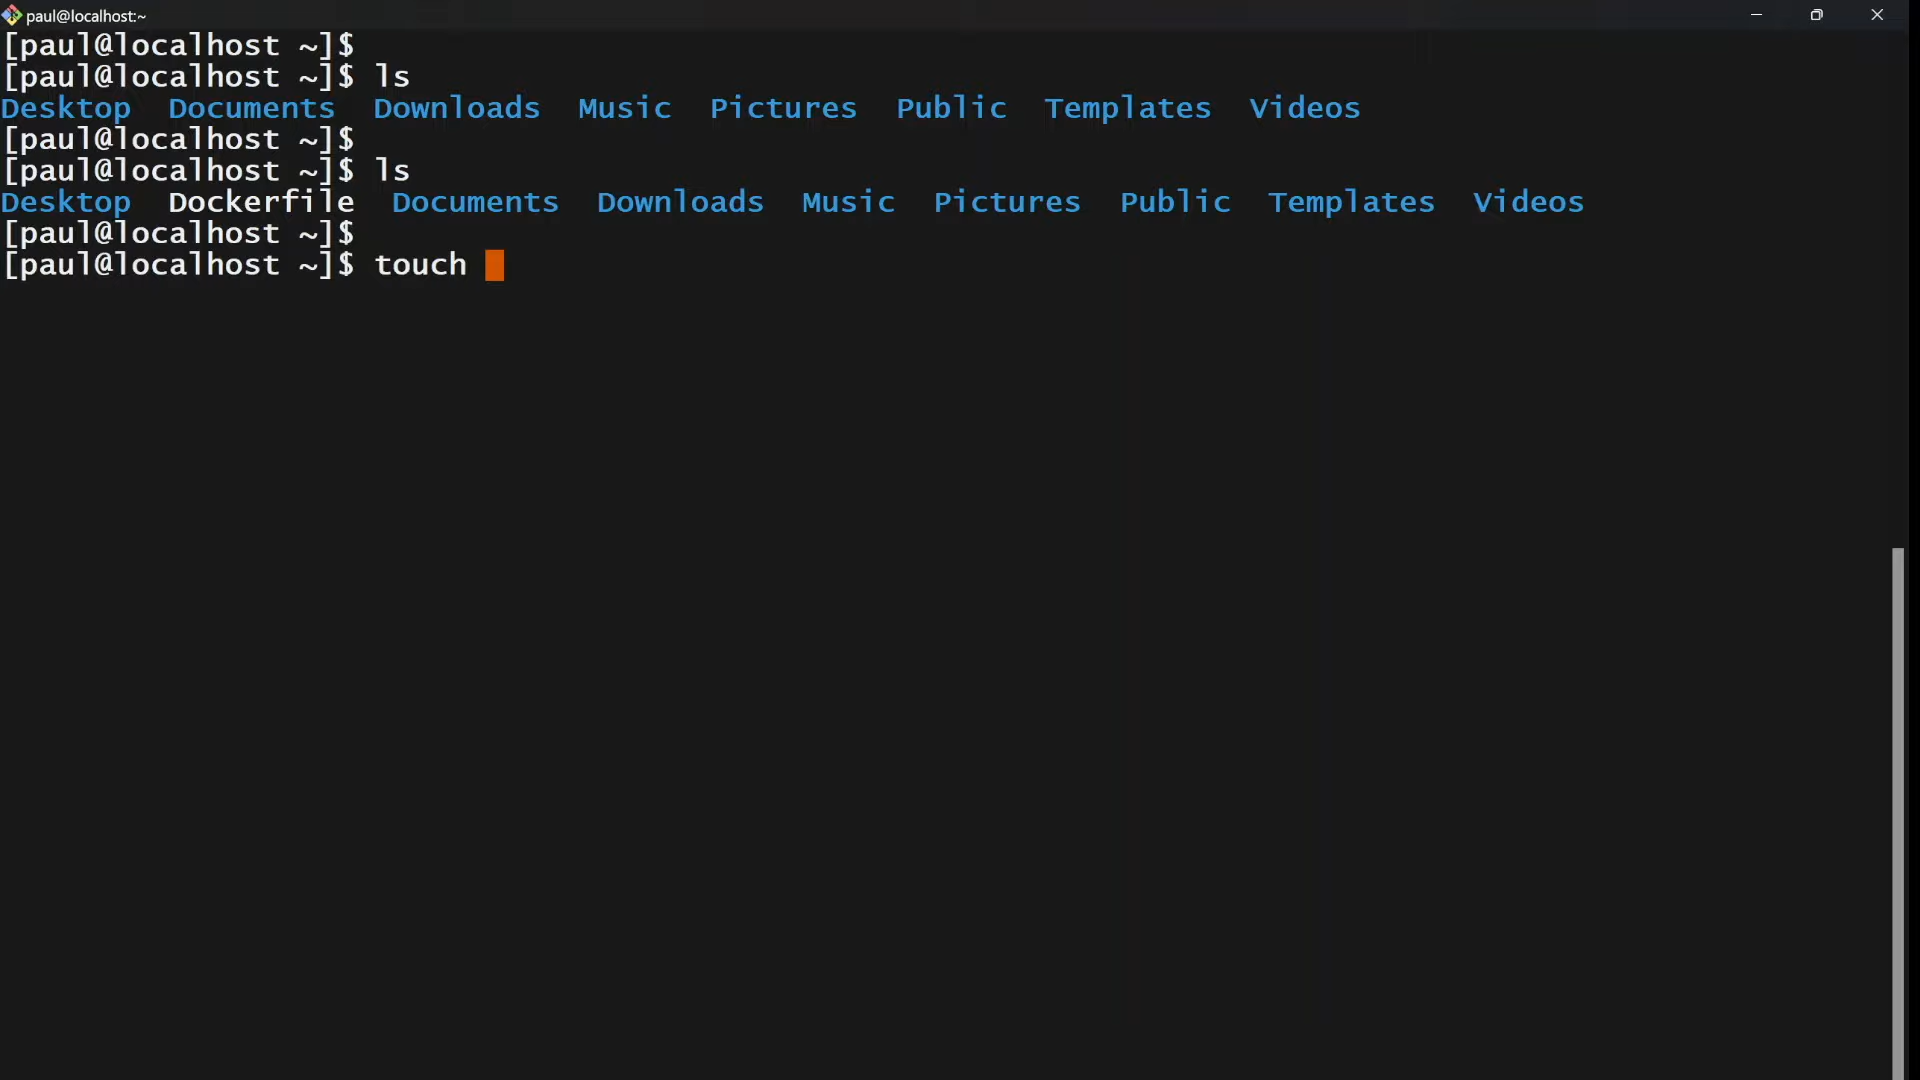 paul@localhost:~
[paul@localhost ~]$
[paul@localhost ~]$ ls
Desktop  Documents  Downloads  Music  Pictures  Public  Templates  Videos
[paul@localhost ~]$
[paul@localhost ~]$ ls
Desktop  Dockerfile  Documents  Downloads  Music  Pictures  Public  Templates  Videos
[paul@localhost ~]$
[paul@localhost ~]$ touch